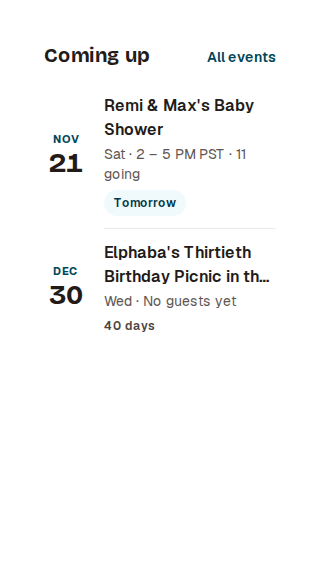 Coming up
All events
NOV
21
Remi & Max's Baby
Shower
Sat · 2 – 5 PM PST · 11
going
Tomorrow
DEC
30
Elphaba's Thirtieth
Birthday Picnic in th…
Wed · No guests yet
40 days